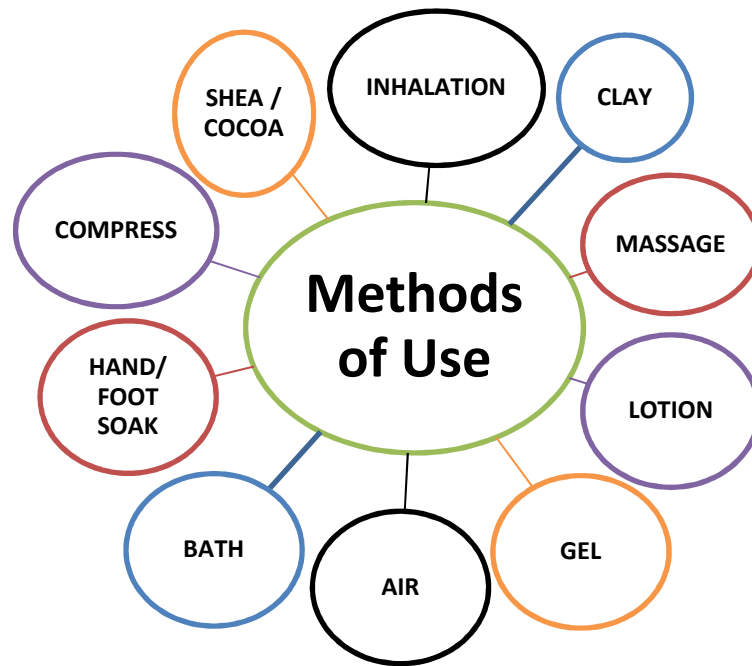 INHALATION
CLAY
SHEA /
COCOA
MASSAGE
COMPRESS
Methods
of Use
HAND/
FOOT
SOAK
LOTION
BATH
GEL
AIR